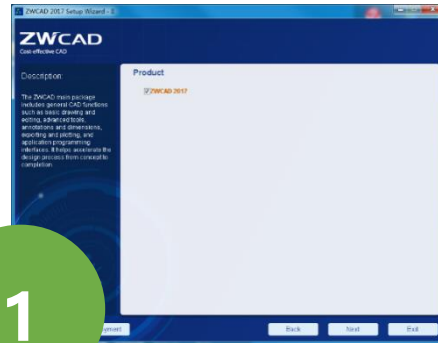 ZWCAD 2017 Setup Wizard - E
ZWCAD
Cost-effective CAD
Description:
The ZWCAD main package
includes general CAD functions
such as basic drawing and
editing, advanced tools,
annotations and dimensions,
exporting and plotting, and
application programming
interfaces. It helps accelerate the
design process from concept to
completion.
Product
ZWCAD 2017
1
Back
Next
Exit